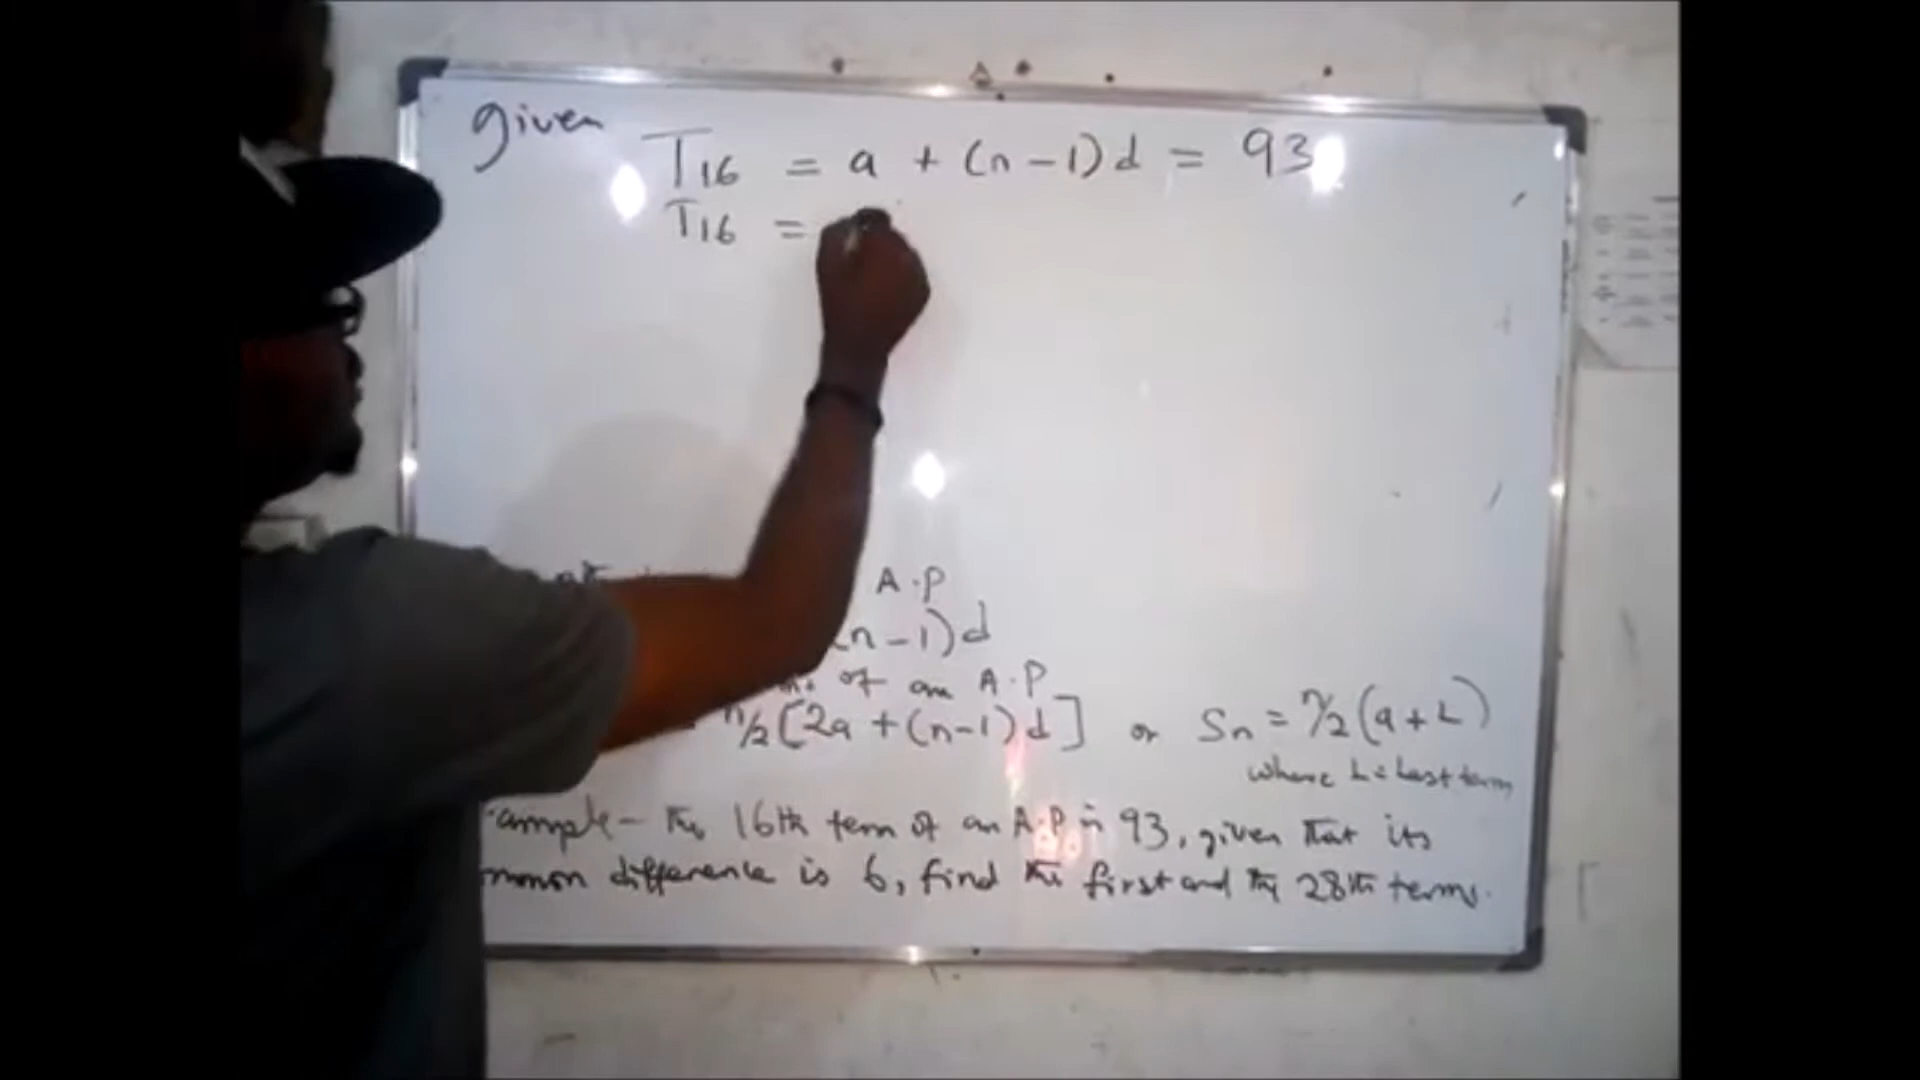 given
T16 = a + (n-1)d = 93
T16 =
A.P
(n-1)d
of an A.P
n/2[2a+(n-1)d] or Sn = n/2(a+L)
where L = Last term
ample - The 16th term of an A.P is 93, given that its
mmon difference is 6, find the first and the 28th terms.